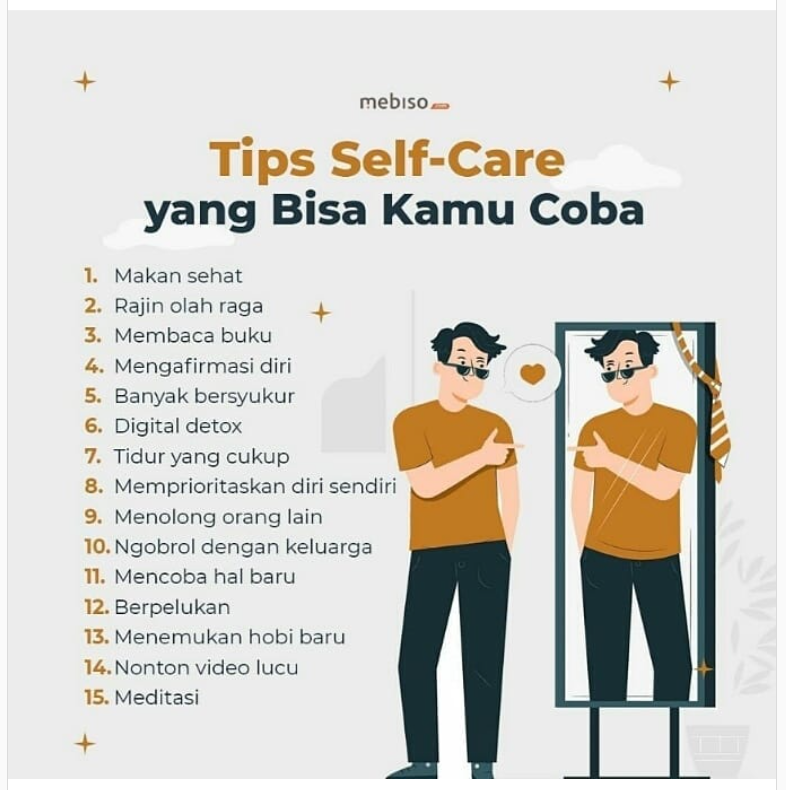 mebiso.com
Tips Self-Care
yang Bisa Kamu Coba
1. Makan sehat
2. Rajin olah raga
3. Membaca buku
4. Mengafirmasi diri
5. Banyak bersyukur
6. Digital detox
7. Tidur yang cukup
8. Memprioritaskan diri sendiri
9. Menolong orang lain
10. Ngobrol dengan keluarga
11. Mencoba hal baru
12. Berpelukan
13. Menemukan hobi baru
14. Nonton video lucu
15. Meditasi